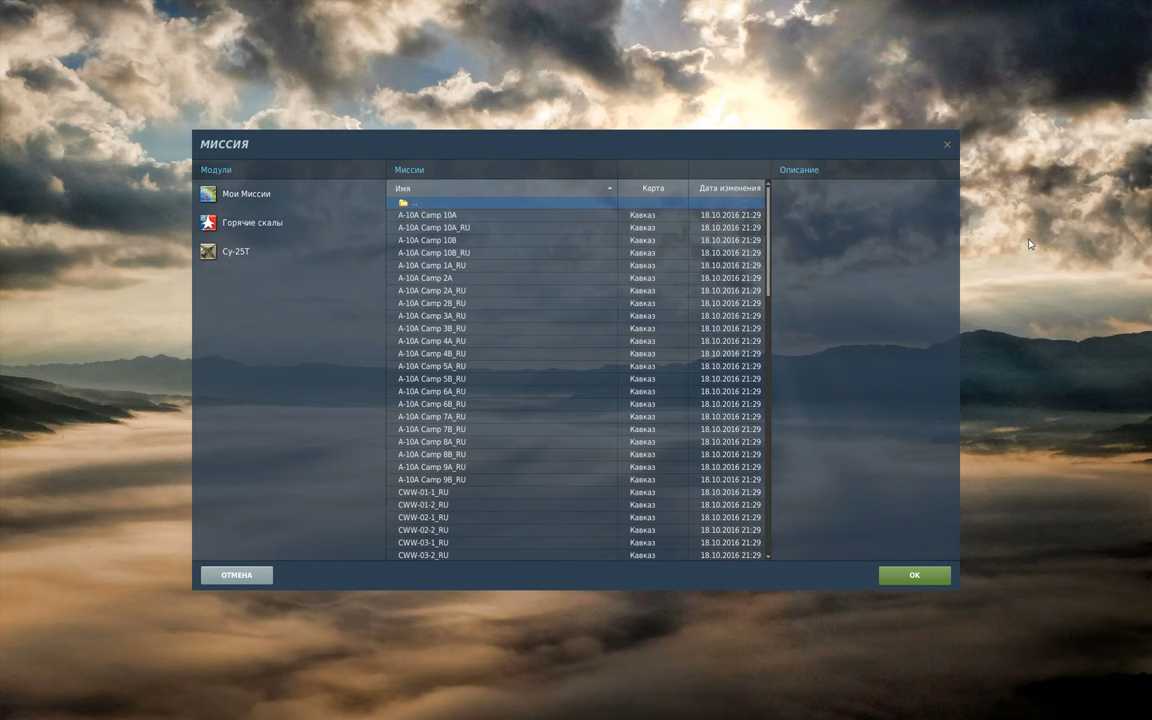 МИССИЯ
Модули Миссии Описание
Имя Карта Дата изменения
Мои Миссии
Горячие скалы
Су-25Т
..
A-10A Camp 10A Кавказ 18.10.2016 21:29
A-10A Camp 10A_RU Кавказ 18.10.2016 21:29
A-10A Camp 10B Кавказ 18.10.2016 21:29
A-10A Camp 10B_RU Кавказ 18.10.2016 21:29
A-10A Camp 1A_RU Кавказ 18.10.2016 21:29
A-10A Camp 2A Кавказ 18.10.2016 21:29
A-10A Camp 2A_RU Кавказ 18.10.2016 21:29
A-10A Camp 2B_RU Кавказ 18.10.2016 21:29
A-10A Camp 3A_RU Кавказ 18.10.2016 21:29
A-10A Camp 3B_RU Кавказ 18.10.2016 21:29
A-10A Camp 4A_RU Кавказ 18.10.2016 21:29
A-10A Camp 4B_RU Кавказ 18.10.2016 21:29
A-10A Camp 5A_RU Кавказ 18.10.2016 21:29
A-10A Camp 5B_RU Кавказ 18.10.2016 21:29
A-10A Camp 6A_RU Кавказ 18.10.2016 21:29
A-10A Camp 6B_RU Кавказ 18.10.2016 21:29
A-10A Camp 7A_RU Кавказ 18.10.2016 21:29
A-10A Camp 7B_RU Кавказ 18.10.2016 21:29
A-10A Camp 8A_RU Кавказ 18.10.2016 21:29
A-10A Camp 8B_RU Кавказ 18.10.2016 21:29
A-10A Camp 9A_RU Кавказ 18.10.2016 21:29
A-10A Camp 9B_RU Кавказ 18.10.2016 21:29
CWW-01-1_RU Кавказ 18.10.2016 21:29
CWW-01-2_RU Кавказ 18.10.2016 21:29
CWW-02-1_RU Кавказ 18.10.2016 21:29
CWW-02-2_RU Кавказ 18.10.2016 21:29
CWW-03-1_RU Кавказ 18.10.2016 21:29
CWW-03-2_RU Кавказ 18.10.2016 21:29
ОТМЕНА OK